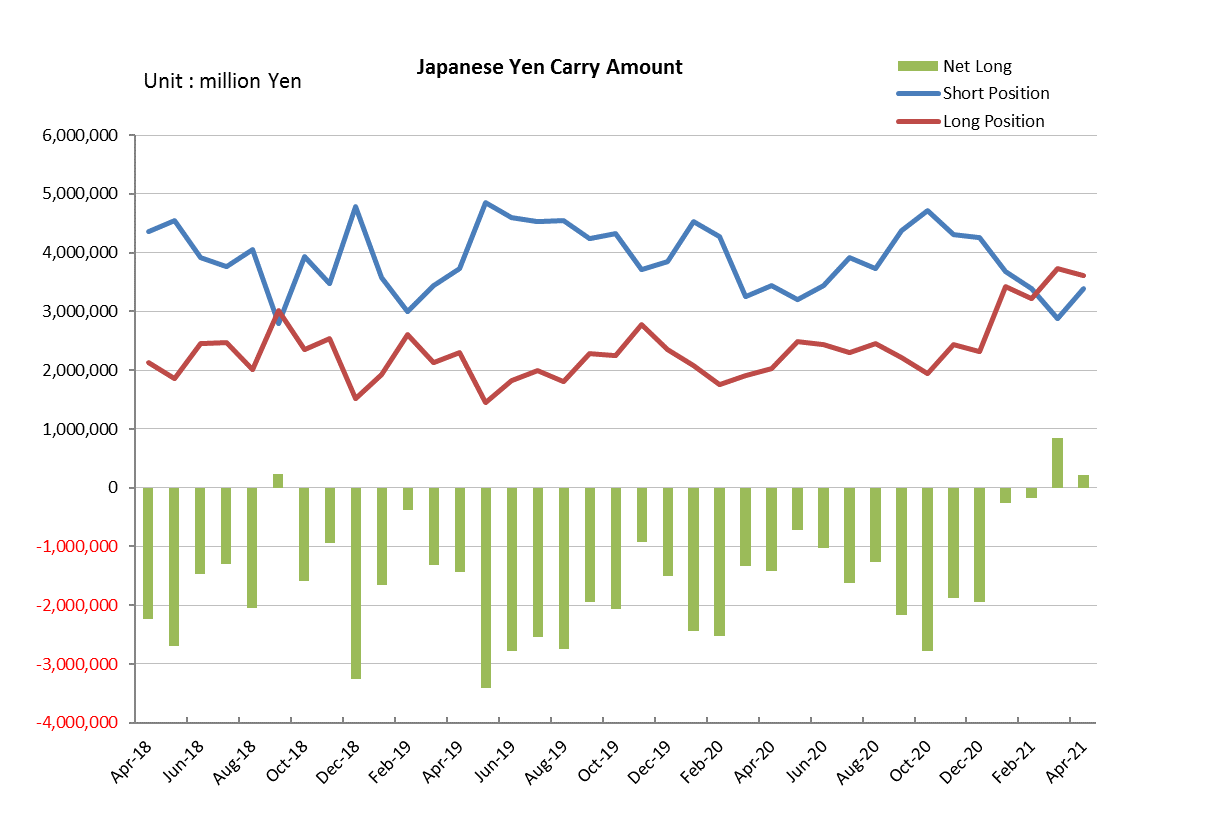 Japanese Yen Carry Amount
Unit : million Yen
Net Long
Short Position
Long Position
6,000,000
5,000,000
4,000,000
3,000,000
2,000,000
1,000,000
0
-1,000,000
-2,000,000
-3,000,000
-4,000,000
Apr-18
Jun-18
Aug-18
Oct-18
Dec-18
Feb-19
Apr-19
Jun-19
Aug-19
Oct-19
Dec-19
Feb-20
Apr-20
Jun-20
Aug-20
Oct-20
Dec-20
Feb-21
Apr-21